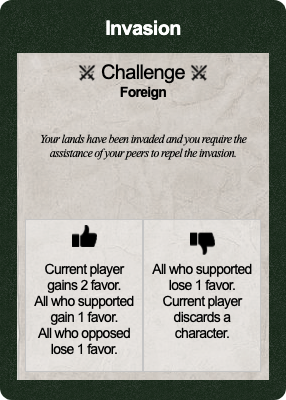 Invasion
Challenge
Foreign
Your lands have been invaded and you require the
assistance of your peers to repel the invasion.
Current player
gains 2 favor.
All who supported
gain 1 favor.
All who opposed
lose 1 favor.
All who supported
lose 1 favor.
Current player
discards a
character.